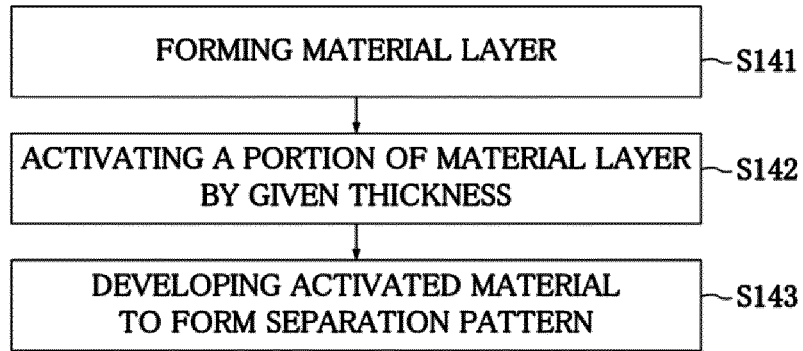 FORMING MATERIAL LAYER
S141
ACTIVATING A PORTION OF MATERIAL LAYER
BY GIVEN THICKNESS
S142
DEVELOPING ACTIVATED MATERIAL
TO FORM SEPARATION PATTERN
S143